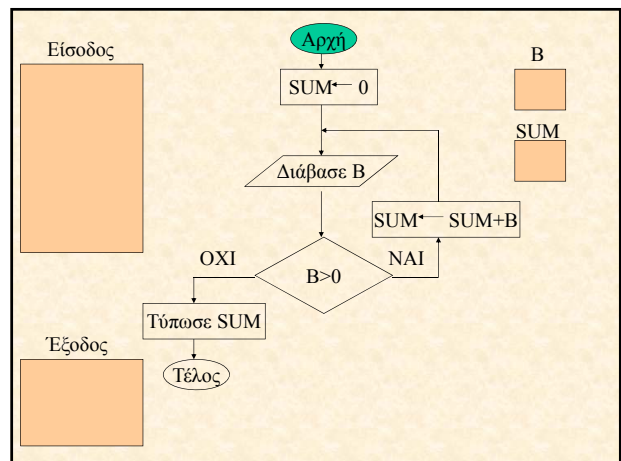 Αρχή
Είσοδος
B
SUM← 0
SUM
Διάβασε B
SUM← SUM+B
ΟΧΙ
ΝΑΙ
B>0
Τύπωσε SUM
Έξοδος
Τέλος